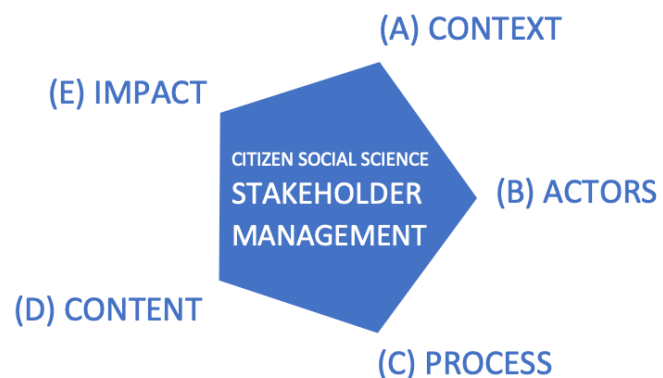 (A) CONTEXT
(E) IMPACT
CITIZEN SOCIAL SCIENCE
STAKEHOLDER
MANAGEMENT
(B) ACTORS
(D) CONTENT
(C) PROCESS